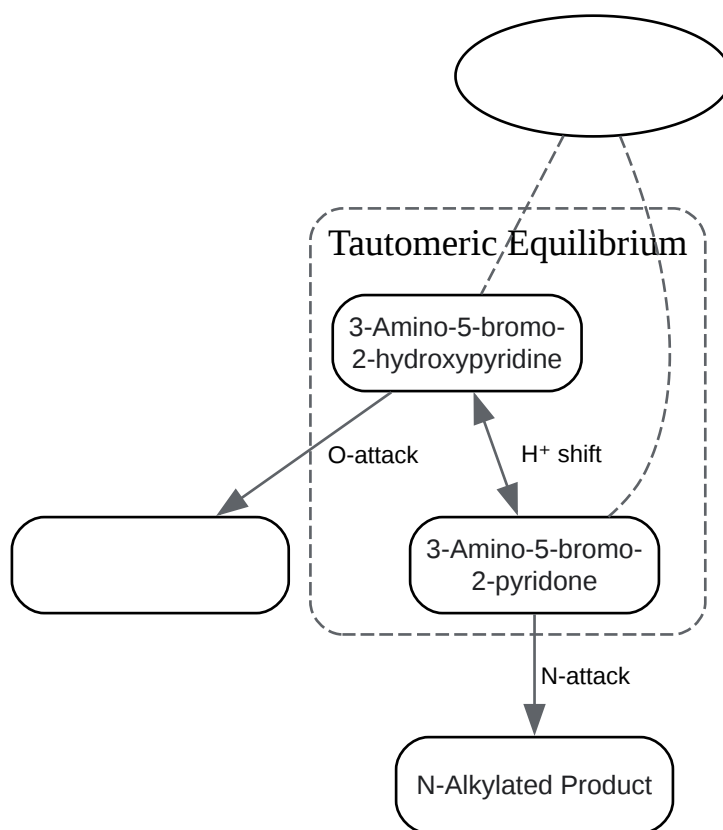 Tautomeric Equilibrium
3-Amino-5-bromo-
2-hydroxypyridine
O-attack
H⁺ shift
3-Amino-5-bromo-
2-pyridone
N-attack
N-Alkylated Product